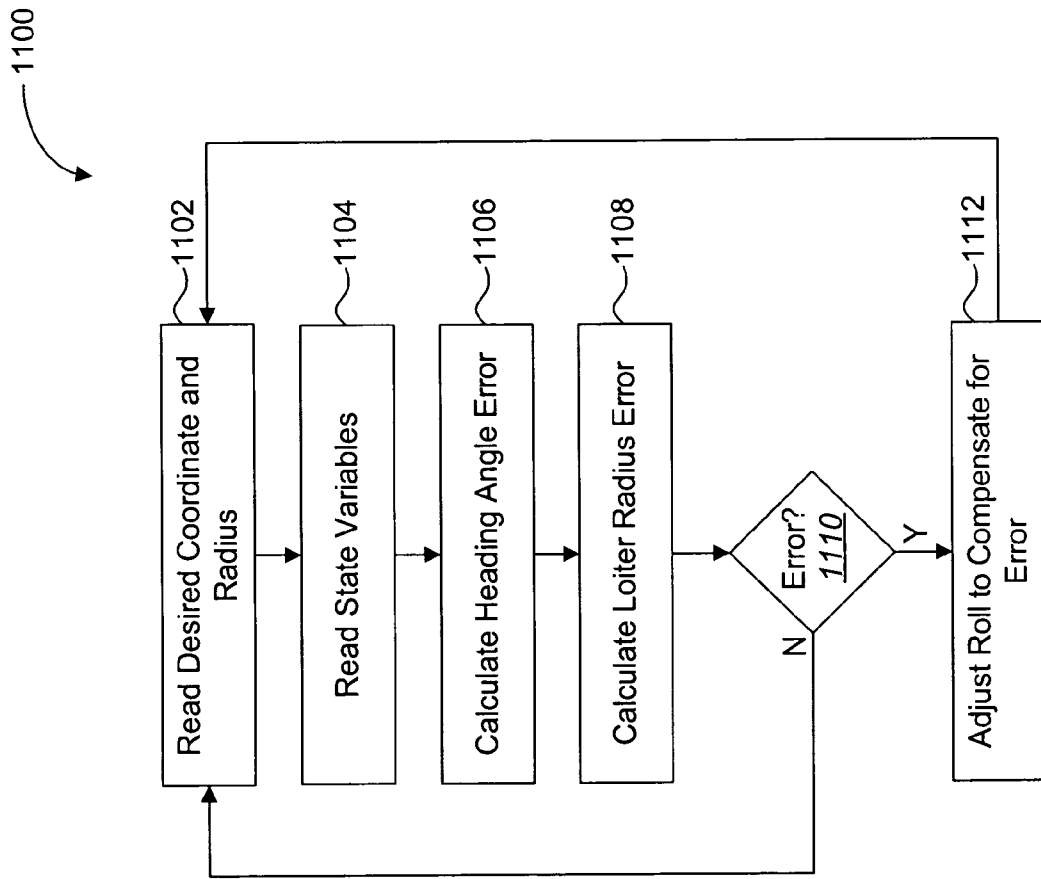 1100
Read Desired Coordinate and
Radius
1102
Read State Variables
1104
Calculate Heading Angle Error
1106
Calculate Loiter Radius Error
1108
Error?
1110
N
Y
Adjust Roll to Compensate for
Error
1112